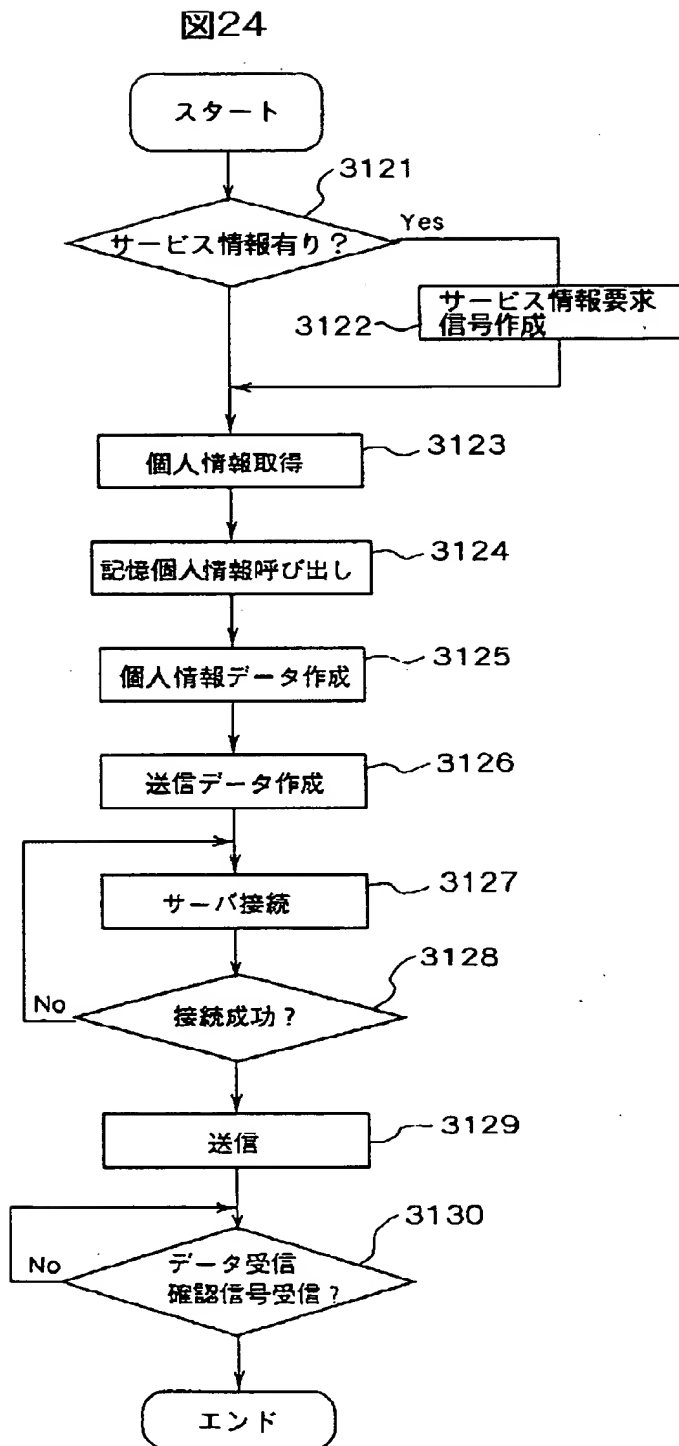 図24
スタート
3121
サービス情報有り?
Yes
サービス情報要求
信号作成
3122
個人情報取得
3123
記憶個人情報呼び出し
3124
個人情報データ作成
3125
送信データ作成
3126
サーバ接続
3127
3128
接続成功?
No
送信
3129
3130
データ受信
確認信号受信?
No
エンド